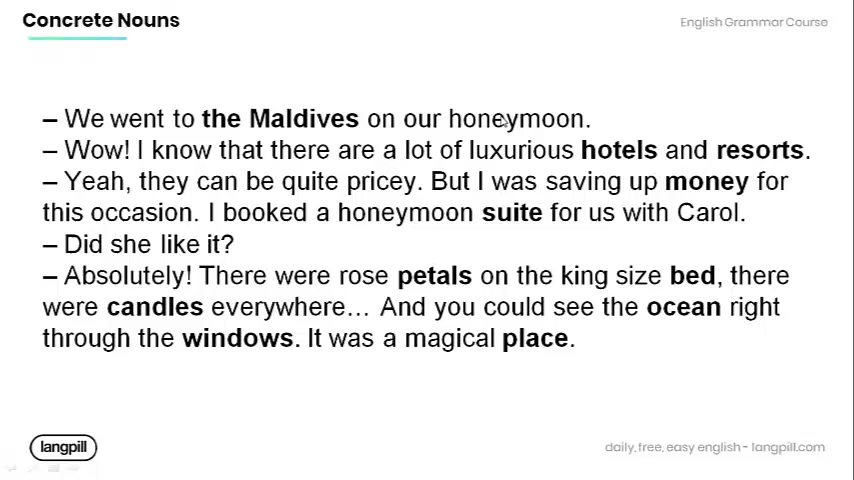 Concrete Nouns
English Grammar Course
– We went to the Maldives on our honeymoon.
– Wow! I know that there are a lot of luxurious hotels and resorts.
– Yeah, they can be quite pricey. But I was saving up money for
this occasion. I booked a honeymoon suite for us with Carol.
– Did she like it?
– Absolutely! There were rose petals on the king size bed, there
were candles everywhere… And you could see the ocean right
through the windows. It was a magical place.
langpill
daily, free, easy english - langpill.com